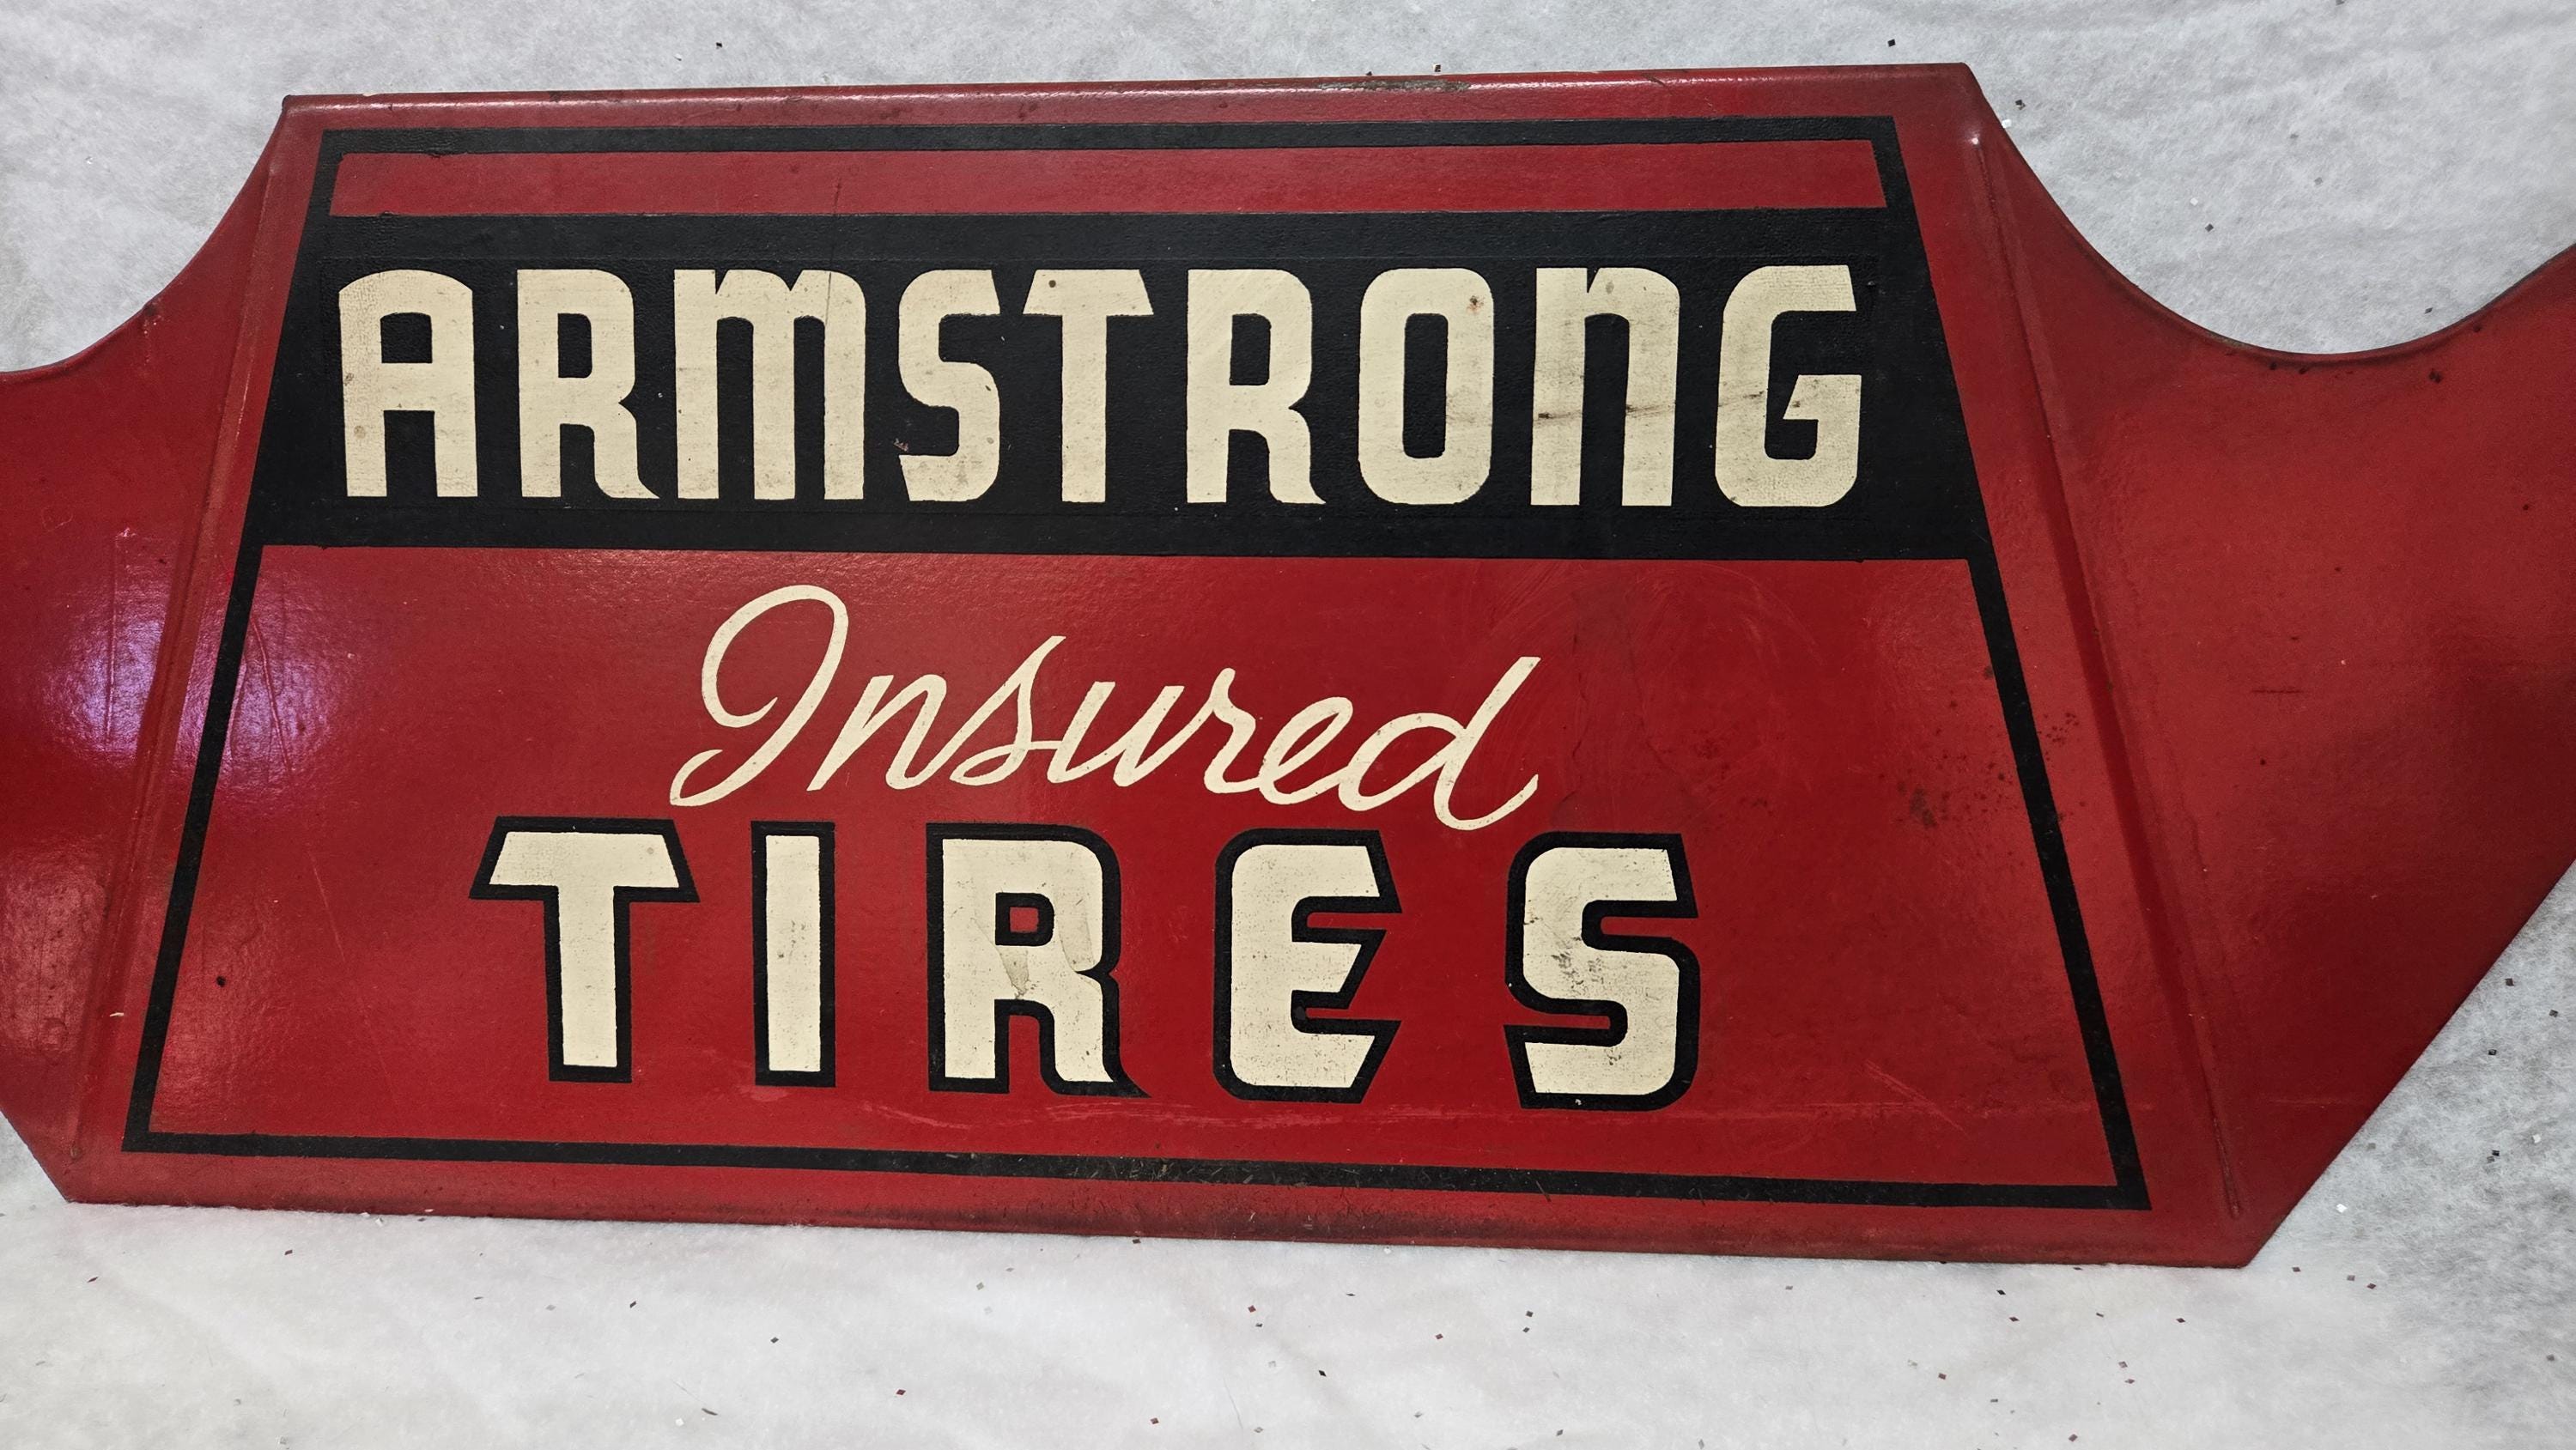 ARMSTRONG
Insured
TIRES